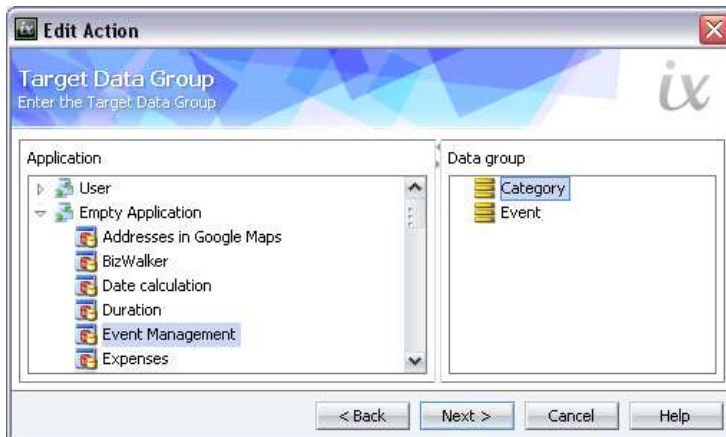 ix Edit Action
Target Data Group
Enter the Target Data Group
ix
Application
User
Empty Application
Addresses in Google Maps
BizWalker
Date calculation
Duration
Event Management
Expenses
Data group
Category
Event
< Back
Next >
Cancel
Help